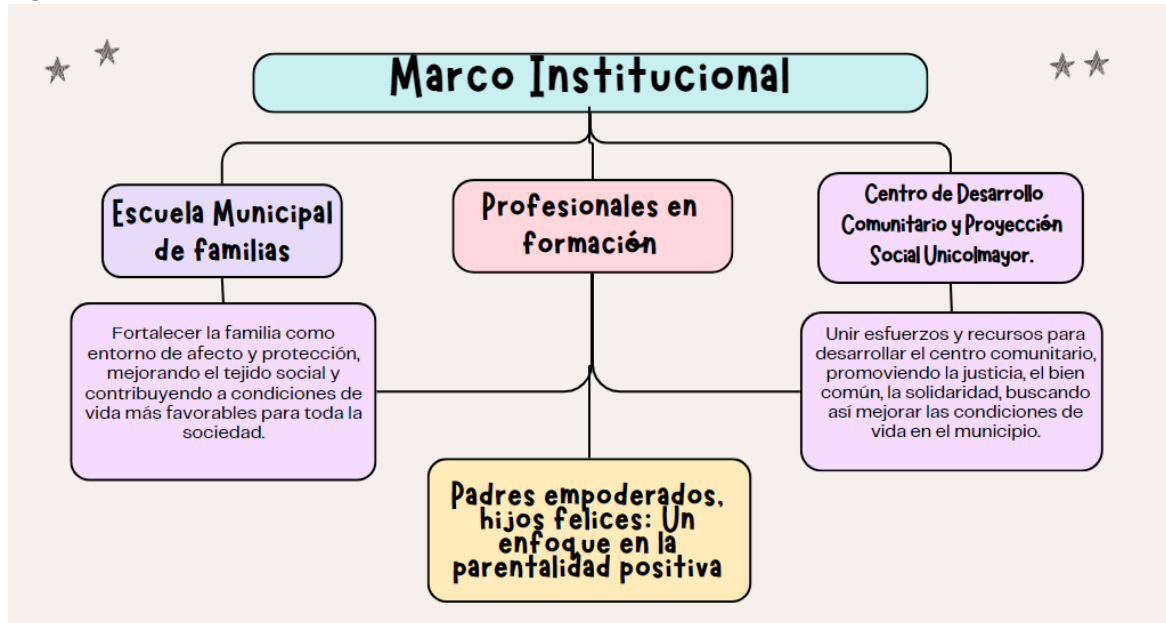 Marco Institucional
Escuela Municipal
de familias
Profesionales en
formación
Centro de Desarrollo
Comunitario y Proyección
Social Unicolmayor.
Fortalecer la familia como
entorno de afecto y protección,
mejorando el tejido social y
contribuyendo a condiciones de
vida más favorables para toda la
sociedad.
Unir esfuerzos y recursos para
desarrollar el centro comunitario,
promoviendo la justicia, el bien
común, la solidaridad, buscando
así mejorar las condiciones de
vida en el municipio.
Padres empoderados,
hijos felices: Un
enfoque en la
parentalidad positiva